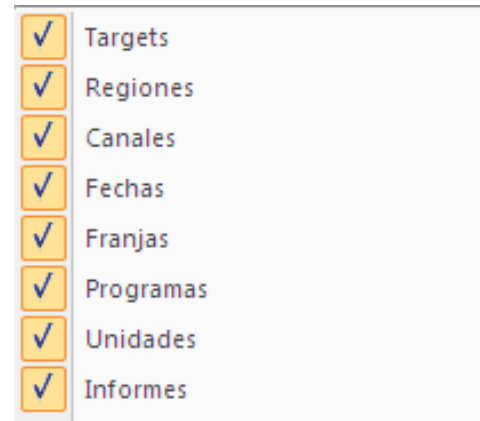 Targets
Regiones
Canales
Fechas
Franjas
Programas
Unidades
Informes